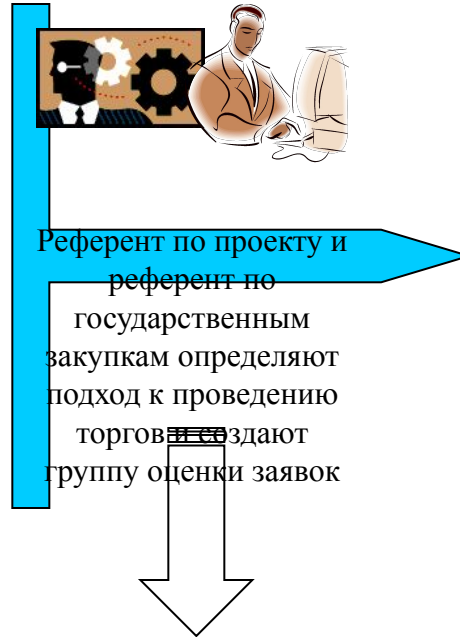 Референт по проекту и
референт по
государственным
закупкам определяют
подход к проведению
торгов и создают
группу оценки заявок